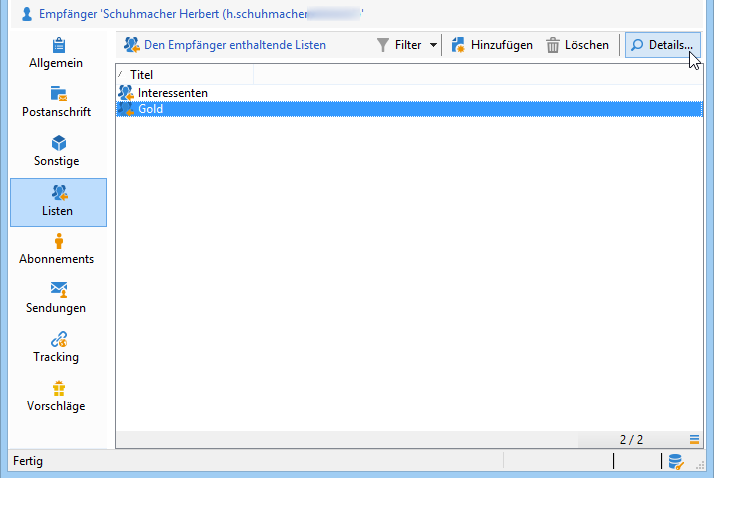 Empfänger 'Schuhmacher Herbert (h.schuhmacher '
Allgemein
Postanschrift
Sonstige
Listen
Abonnements
Sendungen
Tracking
Vorschläge
Den Empfänger enthaltende Listen Filter Hinzufügen Löschen Details...
Titel
Interessenten
Gold
2 / 2
Fertig